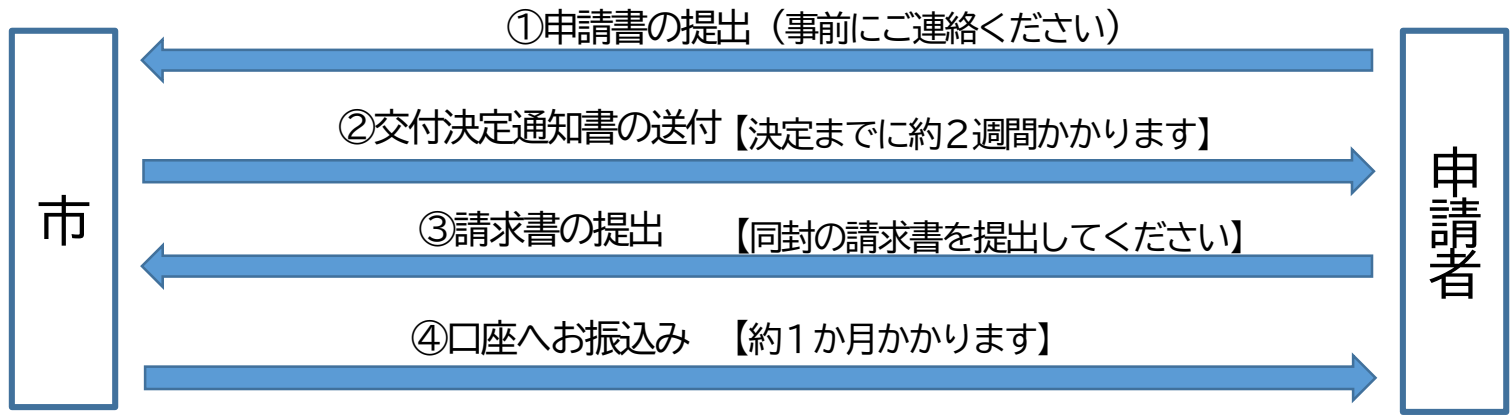 ①申請書の提出（事前にご連絡ください）
②交付決定通知書の送付【決定までに約２週間かかります】
市
申請者
③請求書の提出　【同封の請求書を提出してください】
④口座へお振込み　【約１か月かかります】